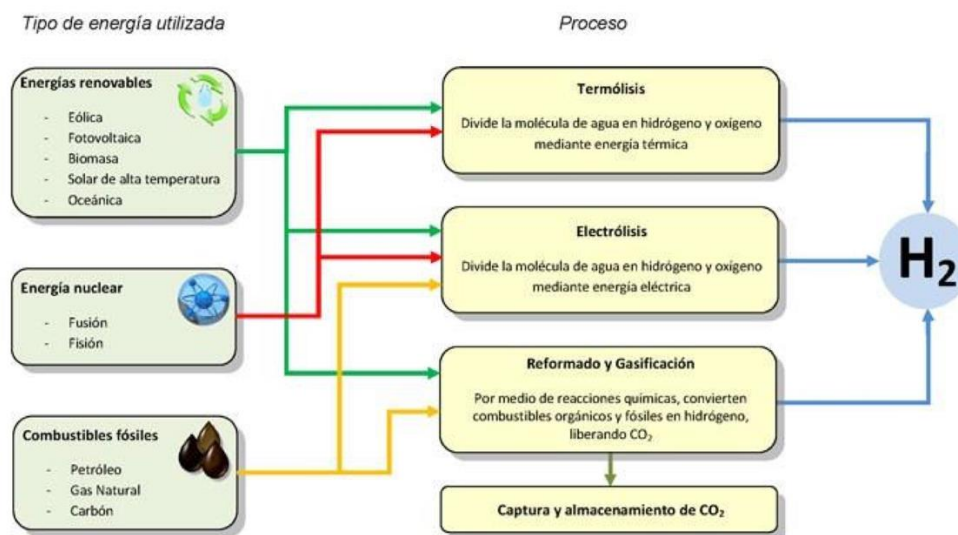 Tipo de energía utilizada
Proceso
Energías renovables
- Eólica
- Fotovoltaica
- Biomasa
- Solar de alta temperatura
- Oceánica
Energía nuclear
- Fusión
- Fisión
Combustibles fósiles
- Petróleo
- Gas Natural
- Carbón
Termólisis
Divide la molécula de agua en hidrógeno y oxígeno
mediante energía térmica
Electrólisis
Divide la molécula de agua en hidrógeno y oxígeno
mediante energía eléctrica
Reformado y Gasificación
Por medio de reacciones químicas, convierten
combustibles orgánicos y fósiles en hidrógeno,
liberando CO₂
Captura y almacenamiento de CO₂
H₂